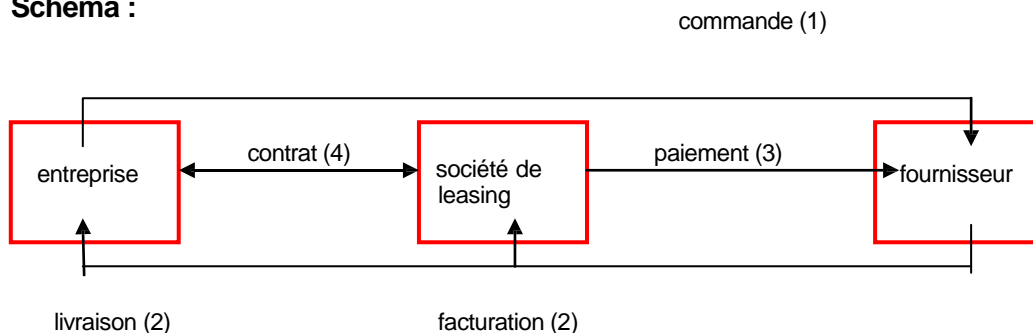 Schéma :
commande (1)
entreprise
contrat (4)
société de
leasing
paiement (3)
fournisseur
livraison (2)
facturation (2)